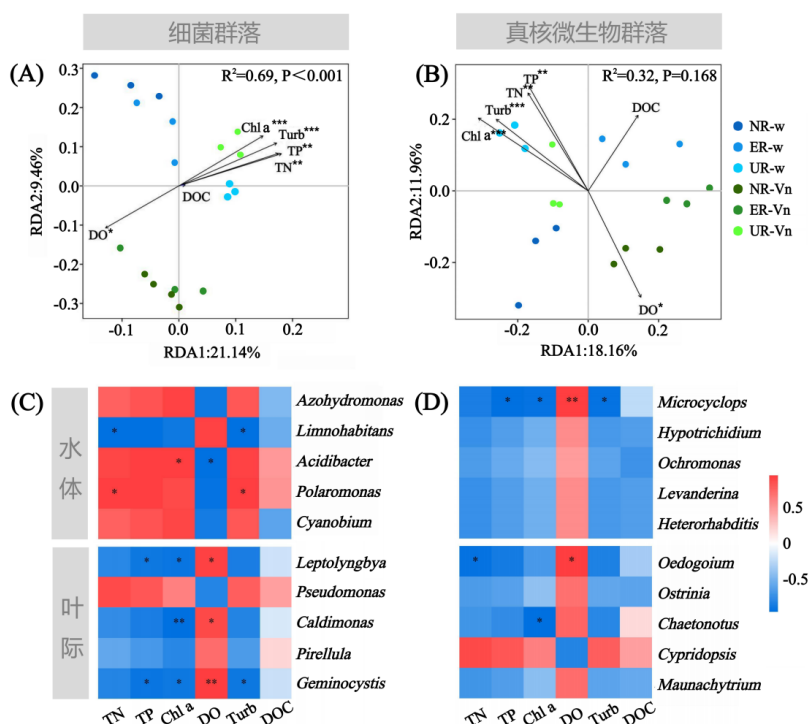 细菌群落
真核微生物群落
(A)
R²=0.69, P＜0.001
0.3
0.2
0.1
0.0
-0.1
-0.2
-0.3
RDA2:9.46%
Chl a***
Turb***
TP**
TN**
DOC
DO*
-0.1
0.0
0.1
0.2
RDA1:21.14%
(B)
R²=0.32, P=0.168
0.2
0.0
-0.2
RDA2:11.96%
TP**
TN**
Turb***
Chl a***
DOC
DO*
-0.2
0.0
0.2
RDA1:18.16%
NR-w
ER-w
UR-w
NR-Vn
ER-Vn
UR-Vn
(C)
水体
Azohydromonas
* * Limnohabitans
* * Acidibacter
* * Polaromonas
Cyanobium
叶际
* * * Leptolyngbya
Pseudomonas
** * Caldimonas
Pirellula
* * ** * Geminocystis
TN TP Chl a DO Turb DOC
(D)
* * ** * Microcyclops
Hypotrichidium
Ochromonas
Levanderina
Heterorhabditis
* * Oedogoium
Ostrinia
* Chaetonotus
Cypridopsis
Maunachytrium
TN TP Chl a DO Turb DOC
0.5
0
-0.5